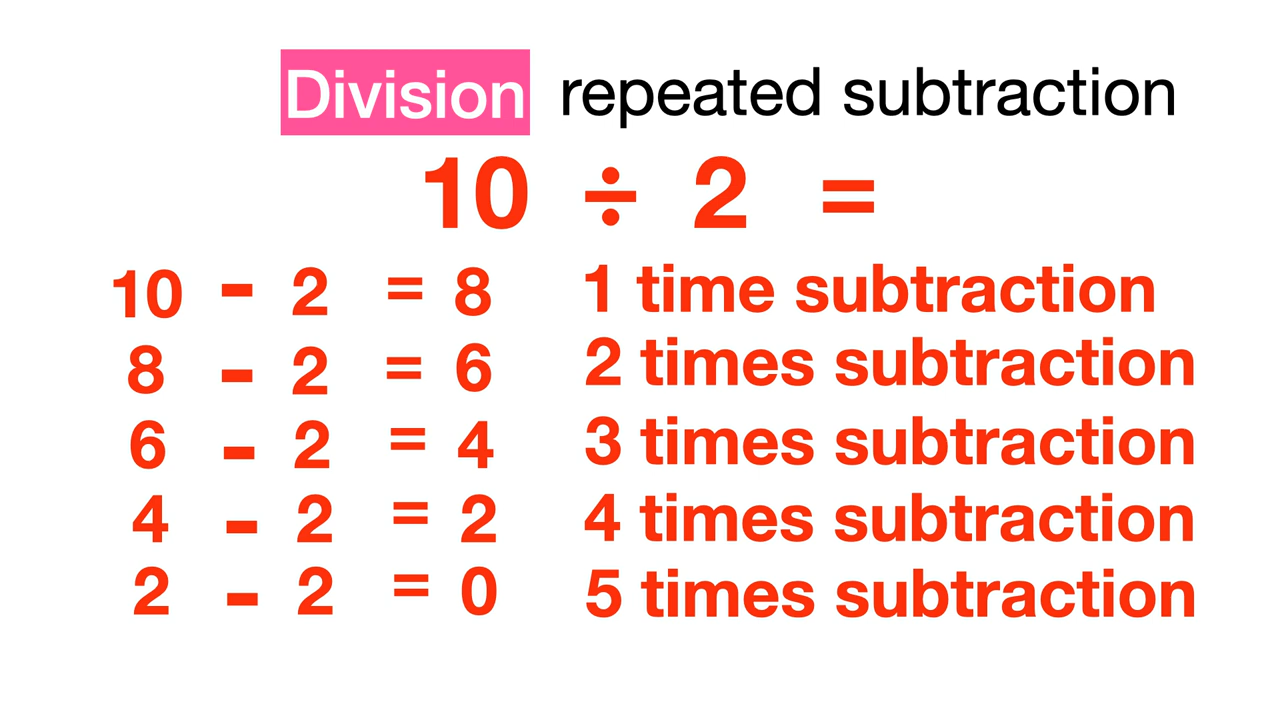 Division repeated subtraction
10 ÷ 2 =
10 - 2 = 8 1 time subtraction
8 - 2 = 6 2 times subtraction
6 - 2 = 4 3 times subtraction
4 - 2 = 2 4 times subtraction
2 - 2 = 0 5 times subtraction